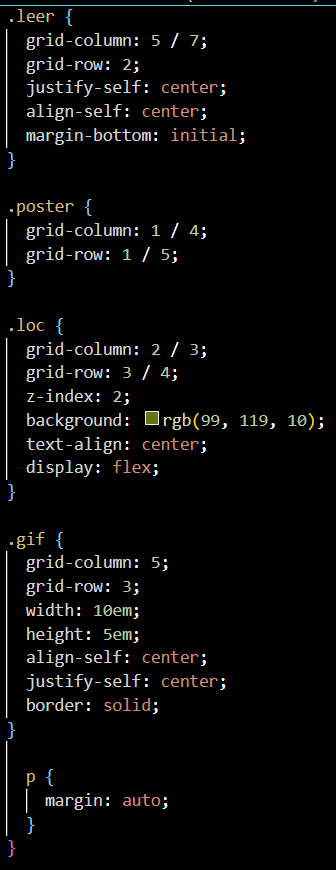 .leer {
grid-column: 5 / 7;
grid-row: 2;
justify-self: center;
align-self: center;
margin-bottom: initial;
}
.poster {
grid-column: 1 / 4;
grid-row: 1 / 5;
}
.loc {
grid-column: 2 / 3;
grid-row: 3 / 4;
z-index: 2;
background: rgb(99, 119, 10);
text-align: center;
display: flex;
}
.gif {
grid-column: 5;
grid-row: 3;
width: 10em;
height: 5em;
align-self: center;
justify-self: center;
border: solid;
}
p {
margin: auto;
}
}